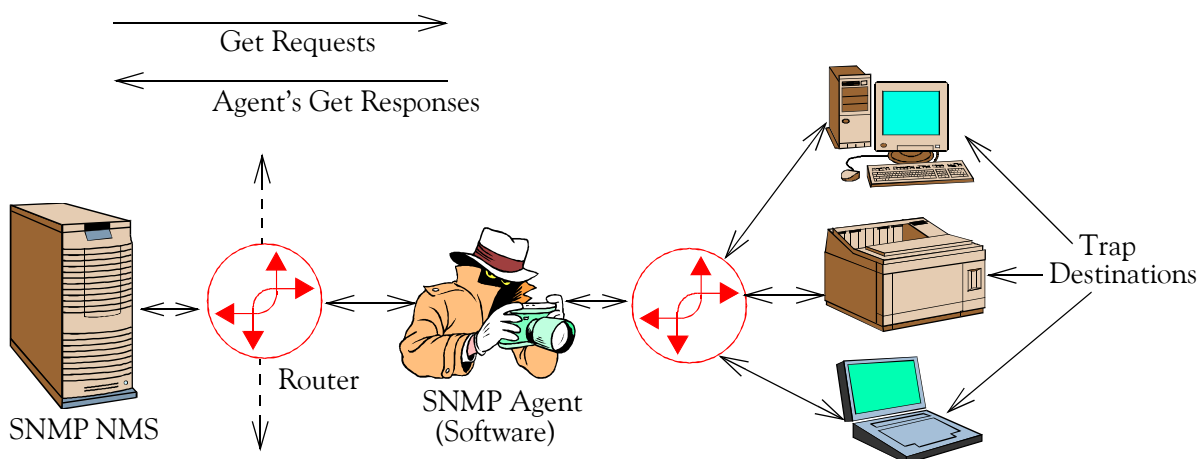 Get Requests
Agent’s Get Responses
SNMP NMS
Router
SNMP Agent
(Software)
Trap
Destinations